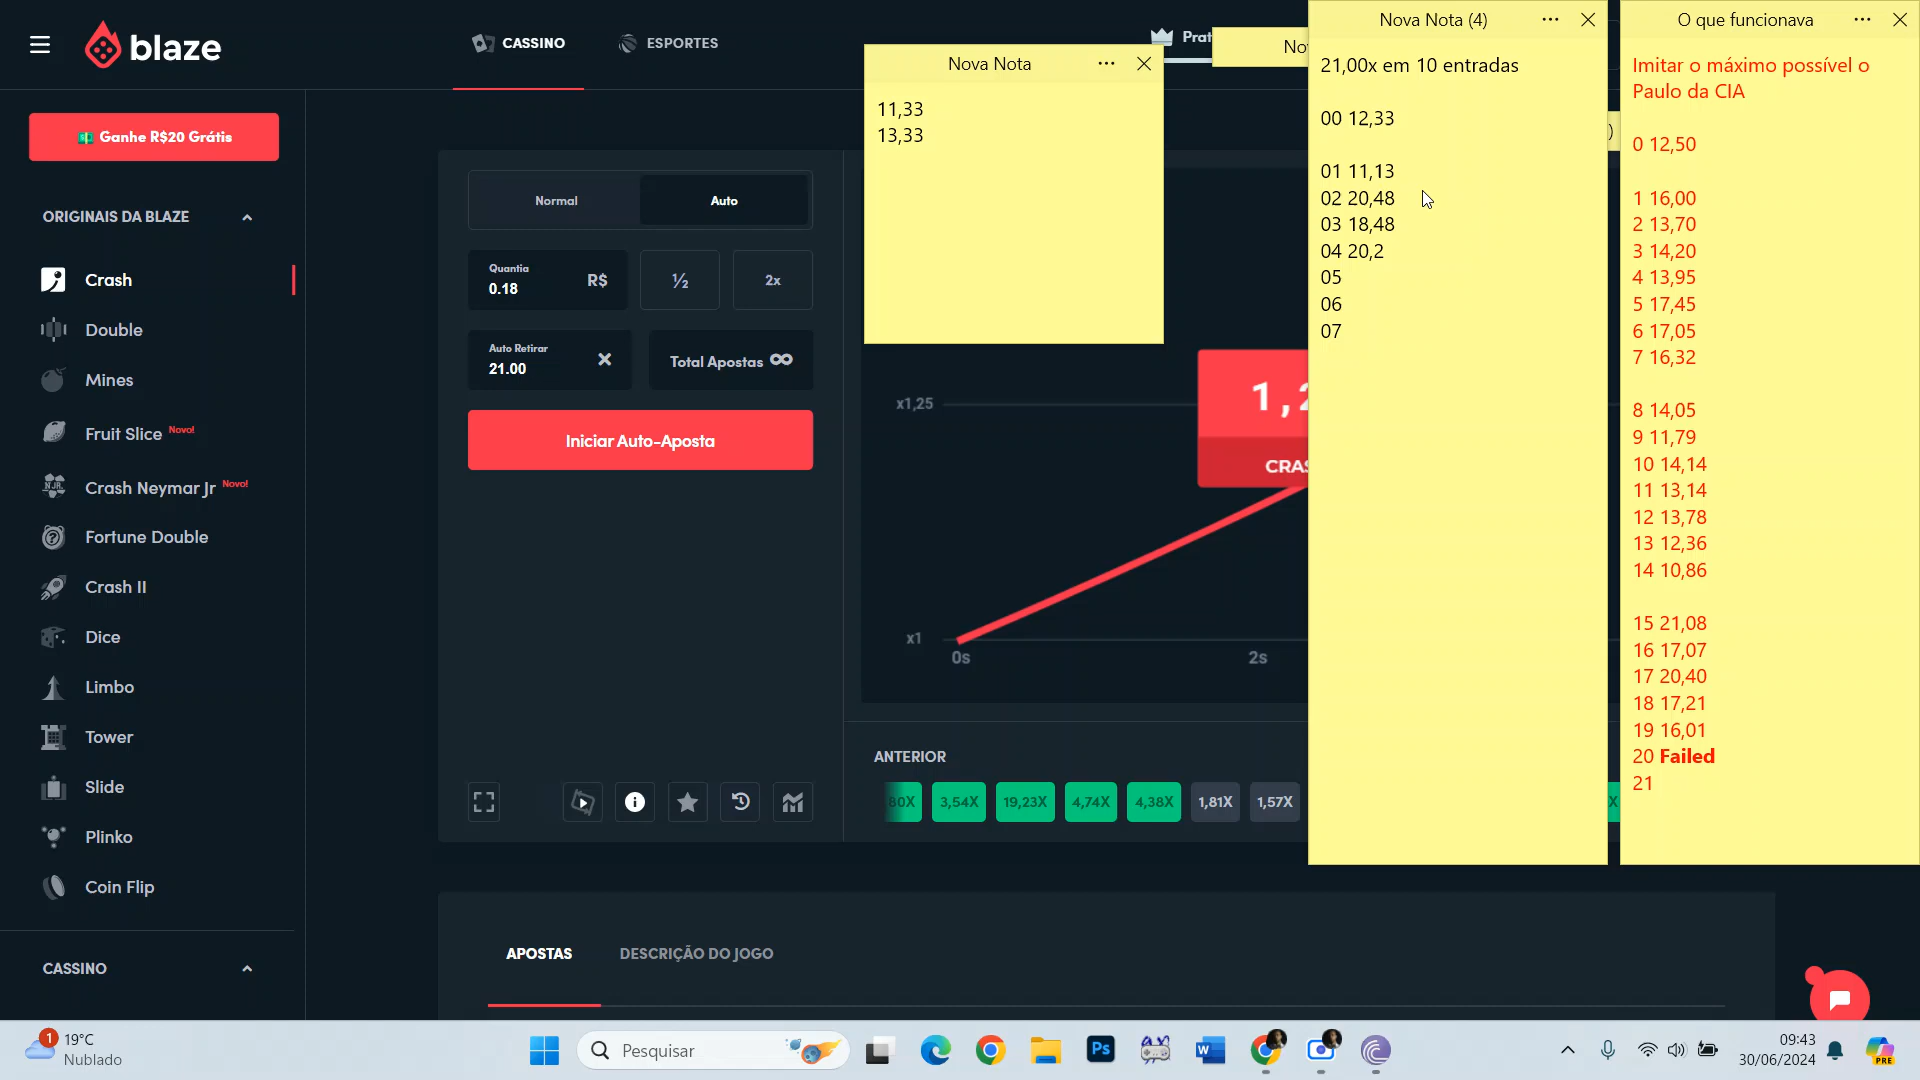 blaze
CASSINO
ESPORTES
Ganhe R$20 Grátis
ORIGINAIS DA BLAZE
Crash
Double
Mines
Fruit Slice Novo!
Crash Neymar Jr Novo!
Fortune Double
Crash II
Dice
Limbo
Tower
Slide
Plinko
Coin Flip
CASSINO
Normal
Auto
Quantia
0.18
R$
½
2x
Auto Retirar
21.00
Total Apostas ∞
Iniciar Auto-Aposta
Nova Nota
11,33
13,33
x1,25
x1
0s
2s
ANTERIOR
3,54X
19,23X
4,74X
4,38X
1,81X
1,57X
APOSTAS
DESCRIÇÃO DO JOGO
Nova Nota (4)
21,00x em 10 entradas
00 12,33
01 11,13
02 20,48
03 18,48
04 20,2
05
06
07
O que funcionava
Imitar o máximo possível o
Paulo da CIA
0 12,50
1 16,00
2 13,70
3 14,20
4 13,95
5 17,45
6 17,05
7 16,32
8 14,05
9 11,79
10 14,14
11 13,14
12 13,78
13 12,36
14 10,86
15 21,08
16 17,07
17 20,40
18 17,21
19 16,01
20 Failed
21
1
19°C
Nublado
Pesquisar
Ps
W
09:43
30/06/2024
PRE